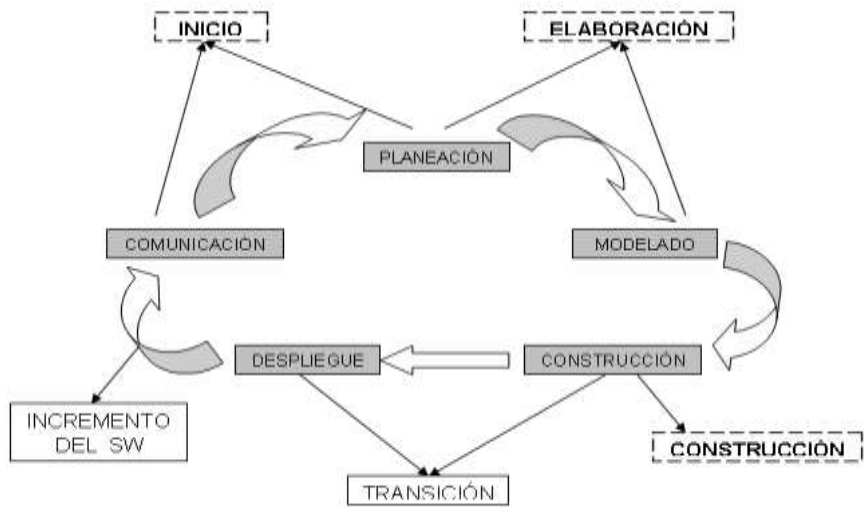 INICIO
ELABORACIÓN
PLANEACIÓN
COMUNICACIÓN
MODELADO
DESPLIEGUE
CONSTRUCCIÓN
INCREMENTO
DEL SW
CONSTRUCCIÓN
TRANSICIÓN